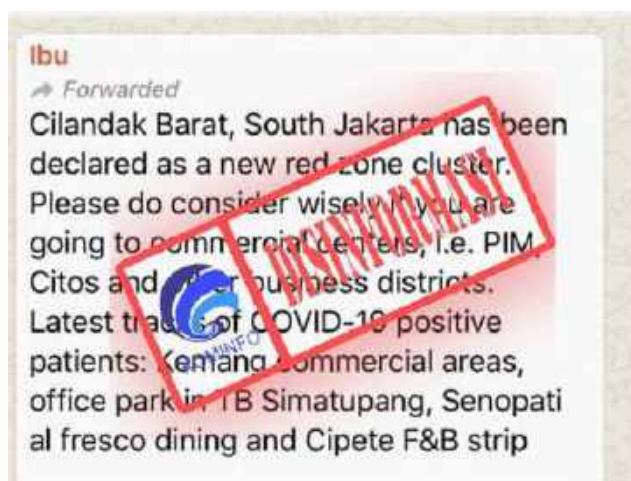 Ibu
Forwarded
Cilandak Barat, South Jakarta has been
declared as a new red zone cluster.
Please do consider wisely if you are
going to commercial centers, i.e. PIM,
Citos and other business districts.
Latest tracks of COVID-19 positive
patients: Kemang commercial areas,
office park in TB Simatupang, Senopati
al fresco dining and Cipete F&B strip
DISINFORMASI
KOMINFO